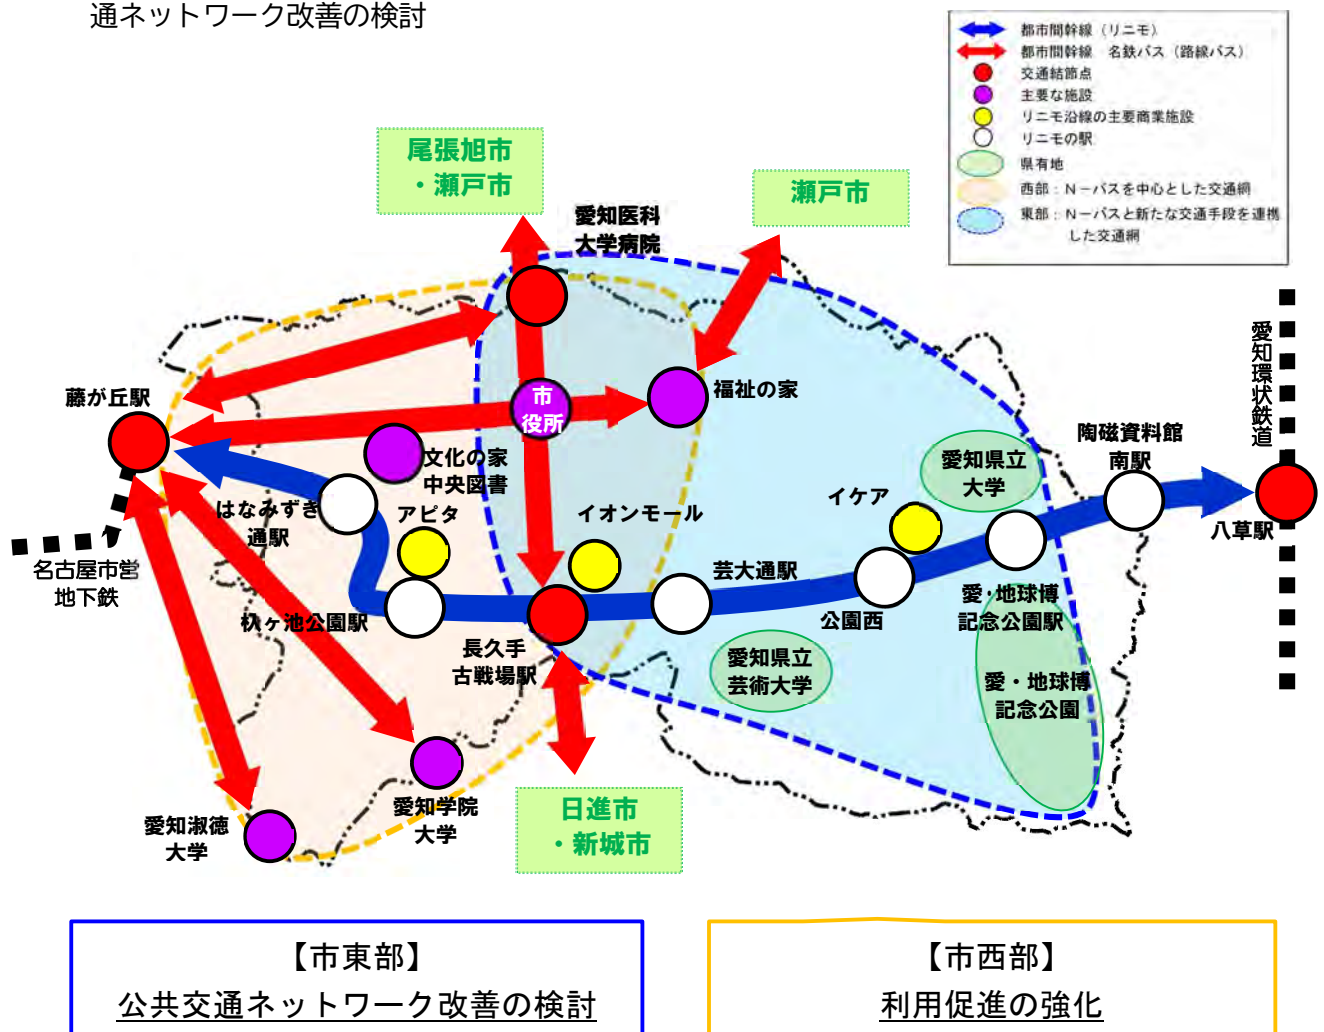 通ネットワーク改善の検討
都市間幹線（リニモ）
都市間幹線　名鉄バス（路線バス）
交通結節点
主要な施設
リニモ沿線の主要商業施設
リニモの駅
県有地
西部：Ｎ－バスを中心とした交通網
東部：Ｎ－バスと新たな交通手段を連携
した交通網
尾張旭市
・瀬戸市
瀬戸市
愛知医科
大学病院
愛知環状鉄道
藤が丘駅
市
役所
福祉の家
文化の家
中央図書
陶磁資料館
南駅
愛知県立
大学
イケア
八草駅
はなみずき
通駅
アピタ
イオンモール
名古屋市営
地下鉄
芸大通駅
杁ヶ池公園駅
公園西
愛・地球博
記念公園駅
長久手
古戦場駅
愛知県立
芸術大学
愛・地球博
記念公園
愛知淑徳
大学
愛知学院
大学
日進市
・新城市
【市東部】
公共交通ネットワーク改善の検討
【市西部】
利用促進の強化